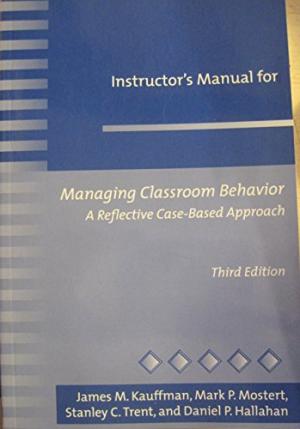 Instructor's Manual for
Managing Classroom Behavior
A Reflective Case-Based Approach
Third Edition
James M. Kauffman, Mark P. Mostert,
Stanley C. Trent, and Daniel P. Hallahan